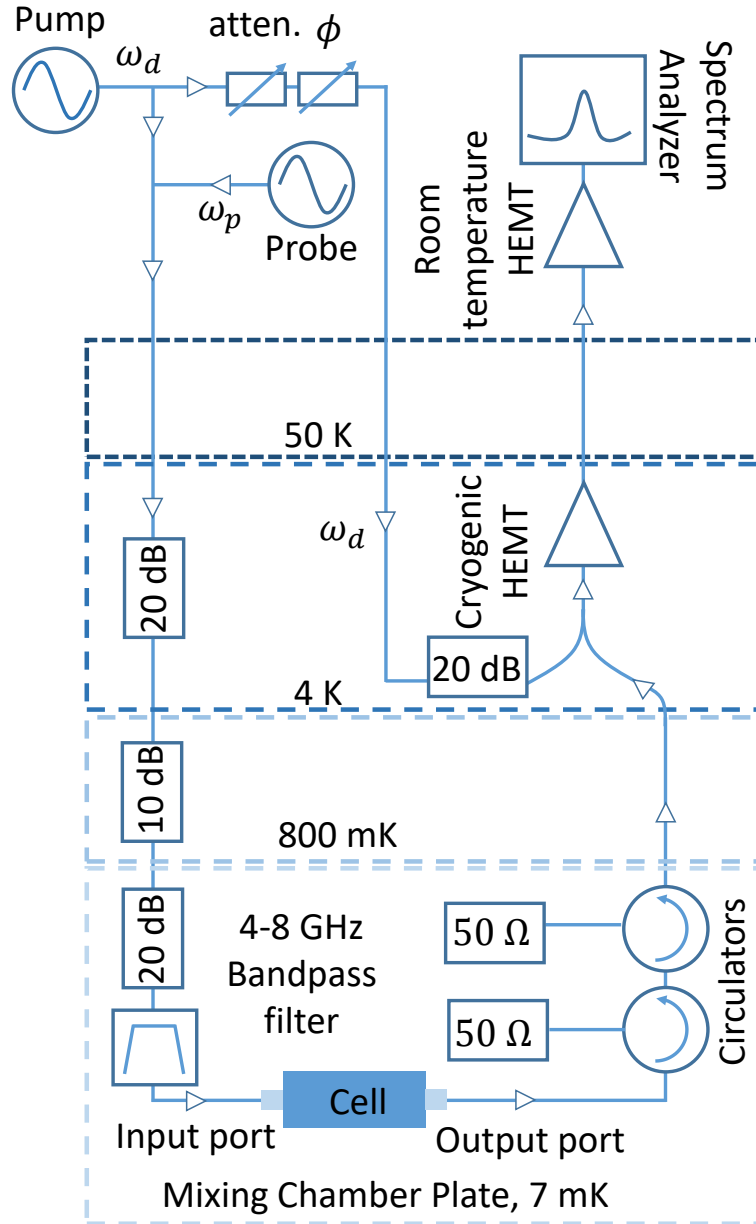 Pump
atten. ϕ
ω_d
ω_p
Probe
Spectrum
Analyzer
Room
temperature
HEMT
50 K
ω_d
Cryogenic
HEMT
20 dB
20 dB
4 K
10 dB
800 mK
20 dB
4-8 GHz
Bandpass
filter
50 Ω
50 Ω
Circulators
Cell
Input port
Output port
Mixing Chamber Plate, 7 mK